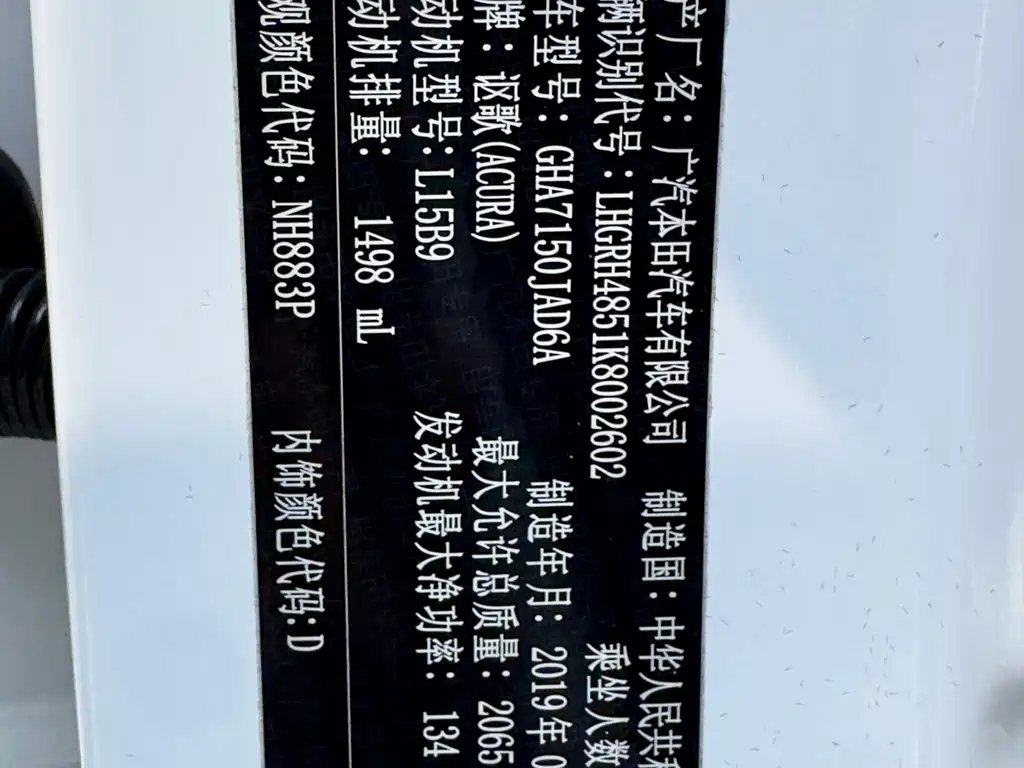 产厂名：广汽本田汽车有限公司 制造国：中华人民共和
辆识别代号：LHGRH4851K8002602 乘坐人数
车型号：GHA7150JAD6A 制造年月：2019年0
牌：讴歌(ACURA) 最大允许总质量：2065
动机型号：L15B9 发动机最大净功率：134
动机排量：1498 mL
观颜色代码：NH883P 内饰颜色代码：D